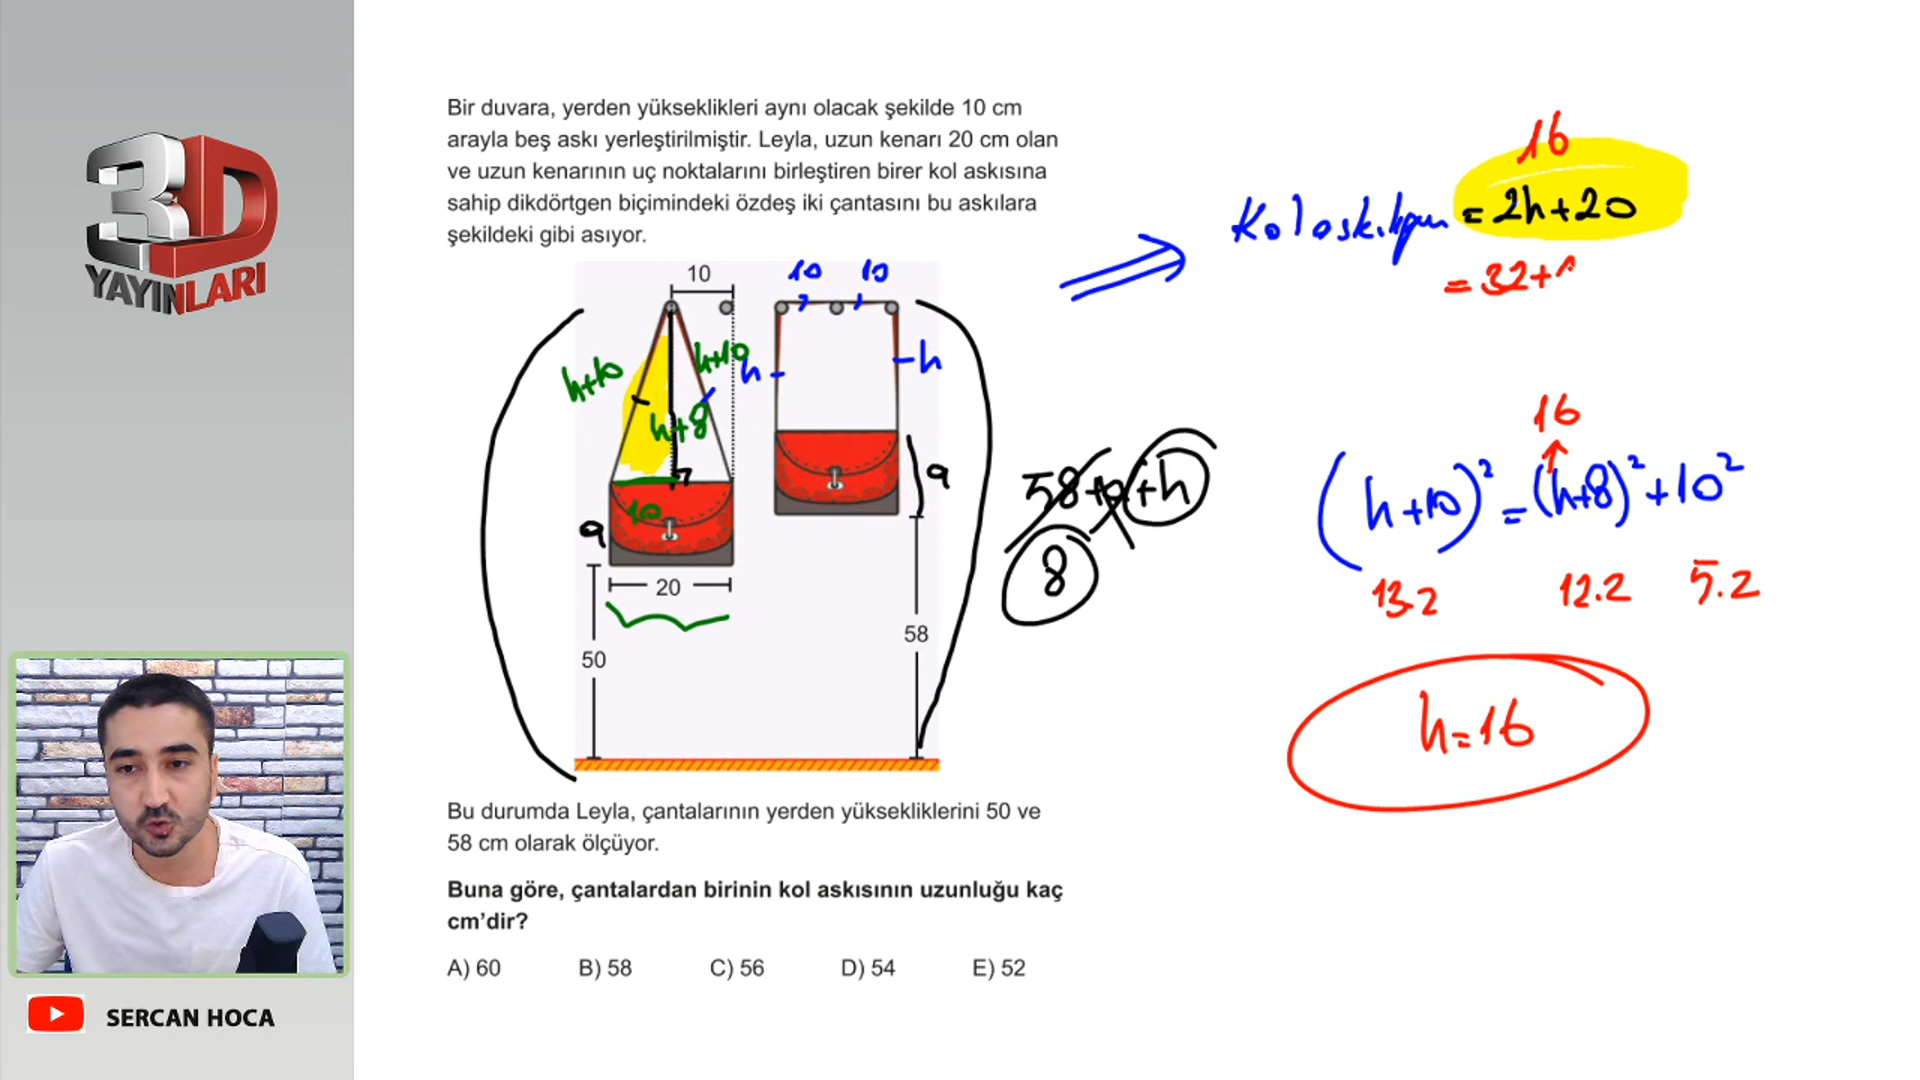 3D
YAYINLARI
Bir duvara, yerden yükseklikleri aynı olacak şekilde 10 cm
arayla beş askı yerleştirilmiştir. Leyla, uzun kenarı 20 cm olan
ve uzun kenarının uç noktalarını birleştiren birer kol askısına
sahip dikdörtgen biçimindeki özdeş iki çantasını bu askılara
şekildeki gibi asıyor.
10
10 10
h+10
h+10
h
h
h+8
10
a
a
20
50
58
58+a+h
8
Bu durumda Leyla, çantalarının yerden yüksekliklerini 50 ve
58 cm olarak ölçüyor.
Buna göre, çantalardan birinin kol askısının uzunluğu kaç
cm'dir?
A) 60 B) 58 C) 56 D) 54 E) 52
16
= 2h+20
= 32+
16
(h+10)² = (h+8)² + 10²
13.2 12.2 5.2
h=16
SERCAN HOCA